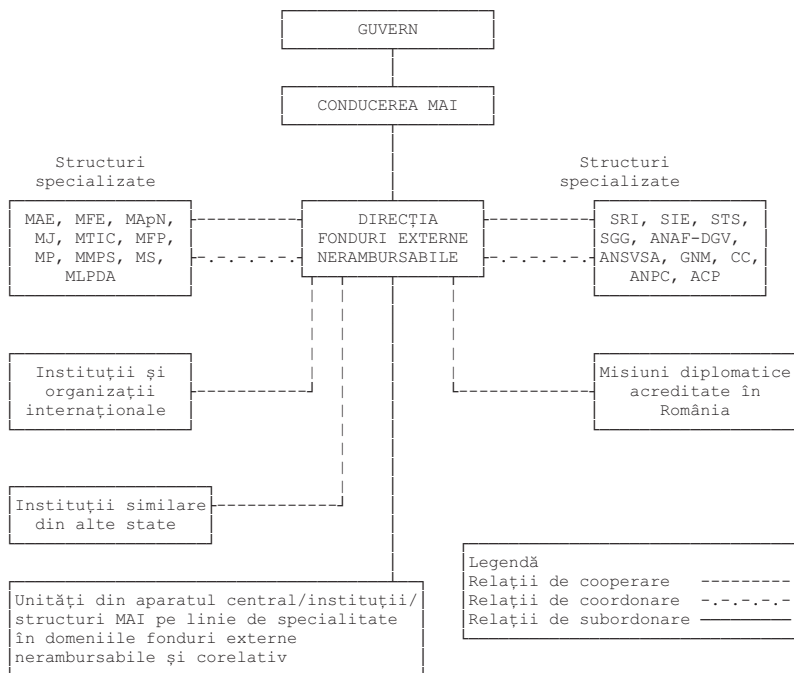 GUVERN
CONDUCEREA MAI
Structuri
specializate
Structuri
specializate
MAE, MFE, MApN,
MJ, MTIC, MFP,
MP, MMPS, MS,
MLPDA
DIRECȚIA
FONDURI EXTERNE
NERAMBURSABILE
SRI, SIE, STS,
SGG, ANAF-DGV,
ANSVSA, GNM, CC,
ANPC, ACP
Instituții și
organizații
internaționale
Misiuni diplomatice
acreditate în
România
Instituții similare
din alte state
Unități din aparatul central/instituții/
structuri MAI pe linie de specialitate
în domeniile fonduri externe
nerambursabile și corelativ
Legendă
Relații de cooperare
Relații de coordonare
Relații de subordonare